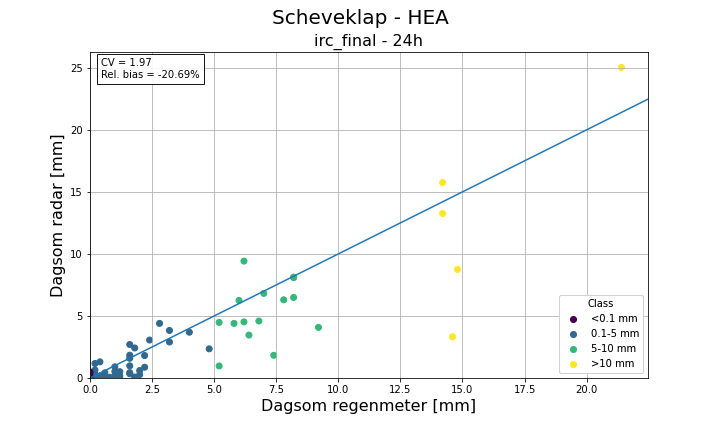 Scheveklap - HEA
irc_final - 24h
CV = 1.97
Rel. bias = -20.69%
Dagsom radar [mm]
25
20
15
10
5
0
0.0 2.5 5.0 7.5 10.0 12.5 15.0 17.5 20.0
Dagsom regenmeter [mm]
Class
<0.1 mm
0.1-5 mm
5-10 mm
>10 mm